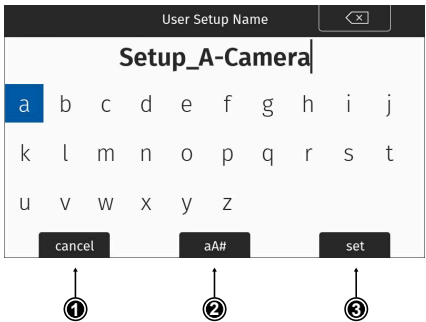 User Setup Name
Setup_A-Camera
a b c d e f g h i j
k l m n o p q r s t
u v w x y z
cancel aA# set
1 2 3